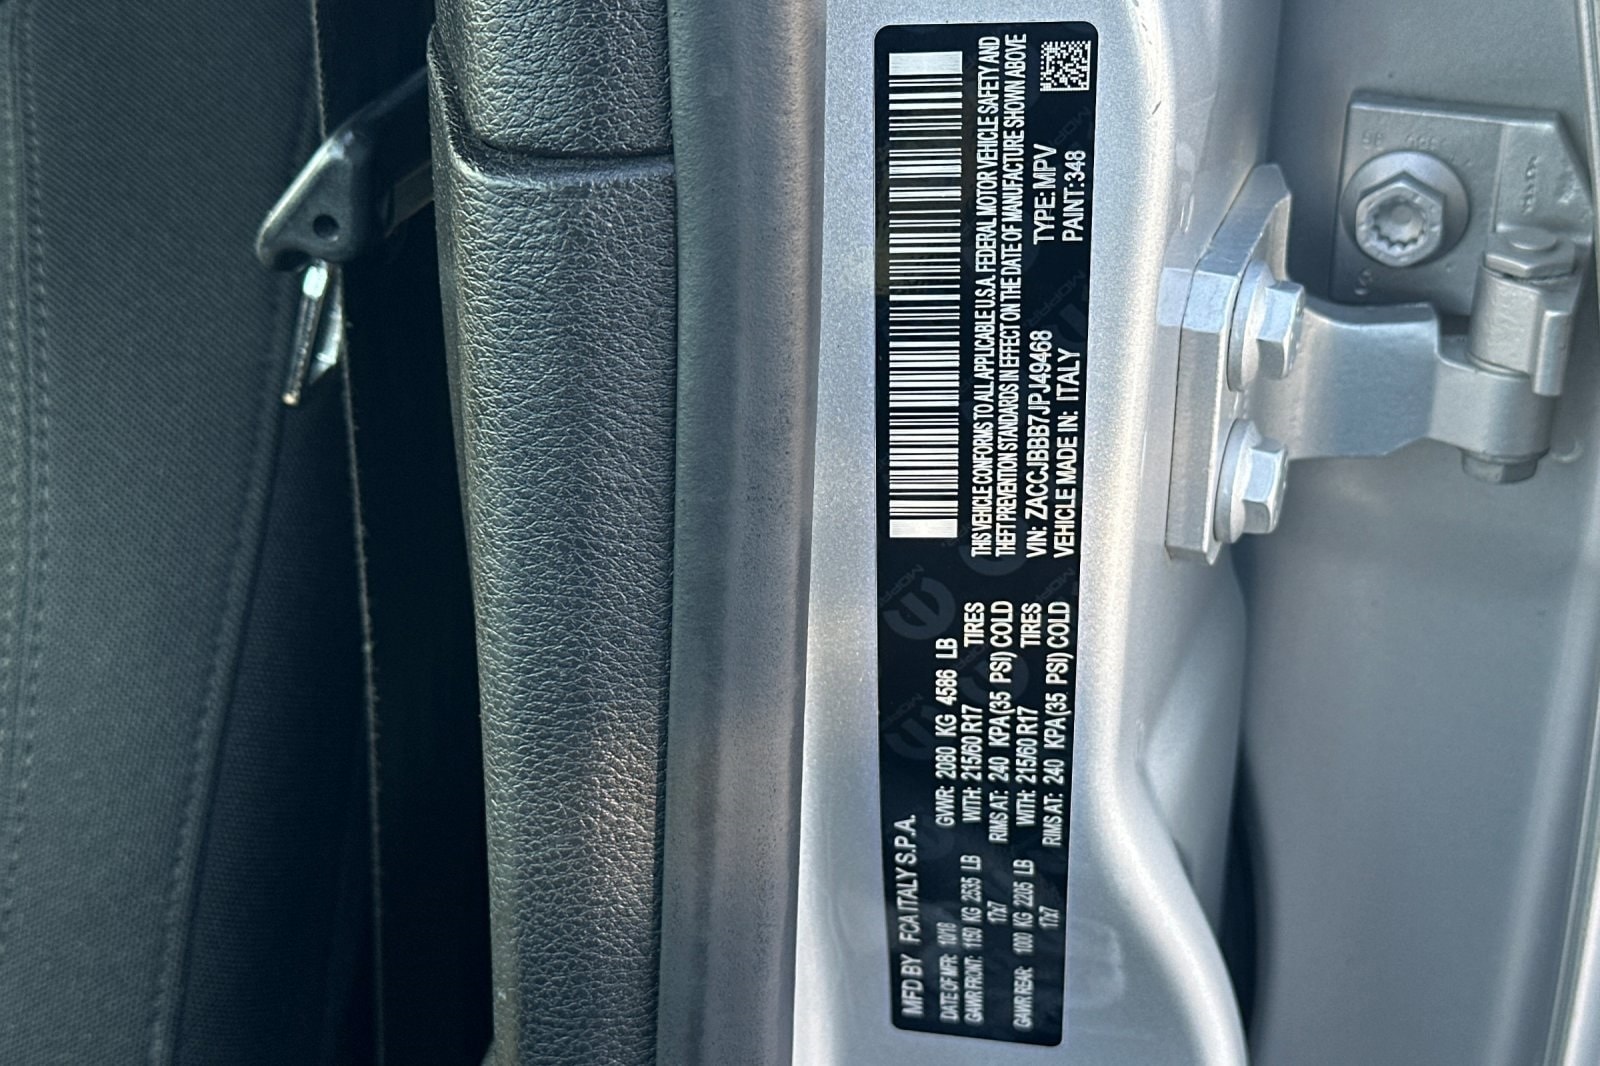 MFD BY FCA ITALY S.P.A.
DATE OF MFR: 10/18 GVWR: 2080 KG 4586 LB
GAWR FRONT: 1150 KG 2535 LB WITH: 215/60 R17 TIRES
17x7 RIMS AT: 240 KPA(35 PSI) COLD
GAWR REAR: 1000 KG 2205 LB WITH: 215/60 R17 TIRES
17x7 RIMS AT: 240 KPA(35 PSI) COLD
THIS VEHICLE CONFORMS TO ALL APPLICABLE U.S.A. FEDERAL MOTOR VEHICLE SAFETY AND
THEFT PREVENTION STANDARDS IN EFFECT ON THE DATE OF MANUFACTURE SHOWN ABOVE
VIN: ZACCJBBB7JPJ49468 TYPE: MPV
VEHICLE MADE IN: ITALY PAINT:348